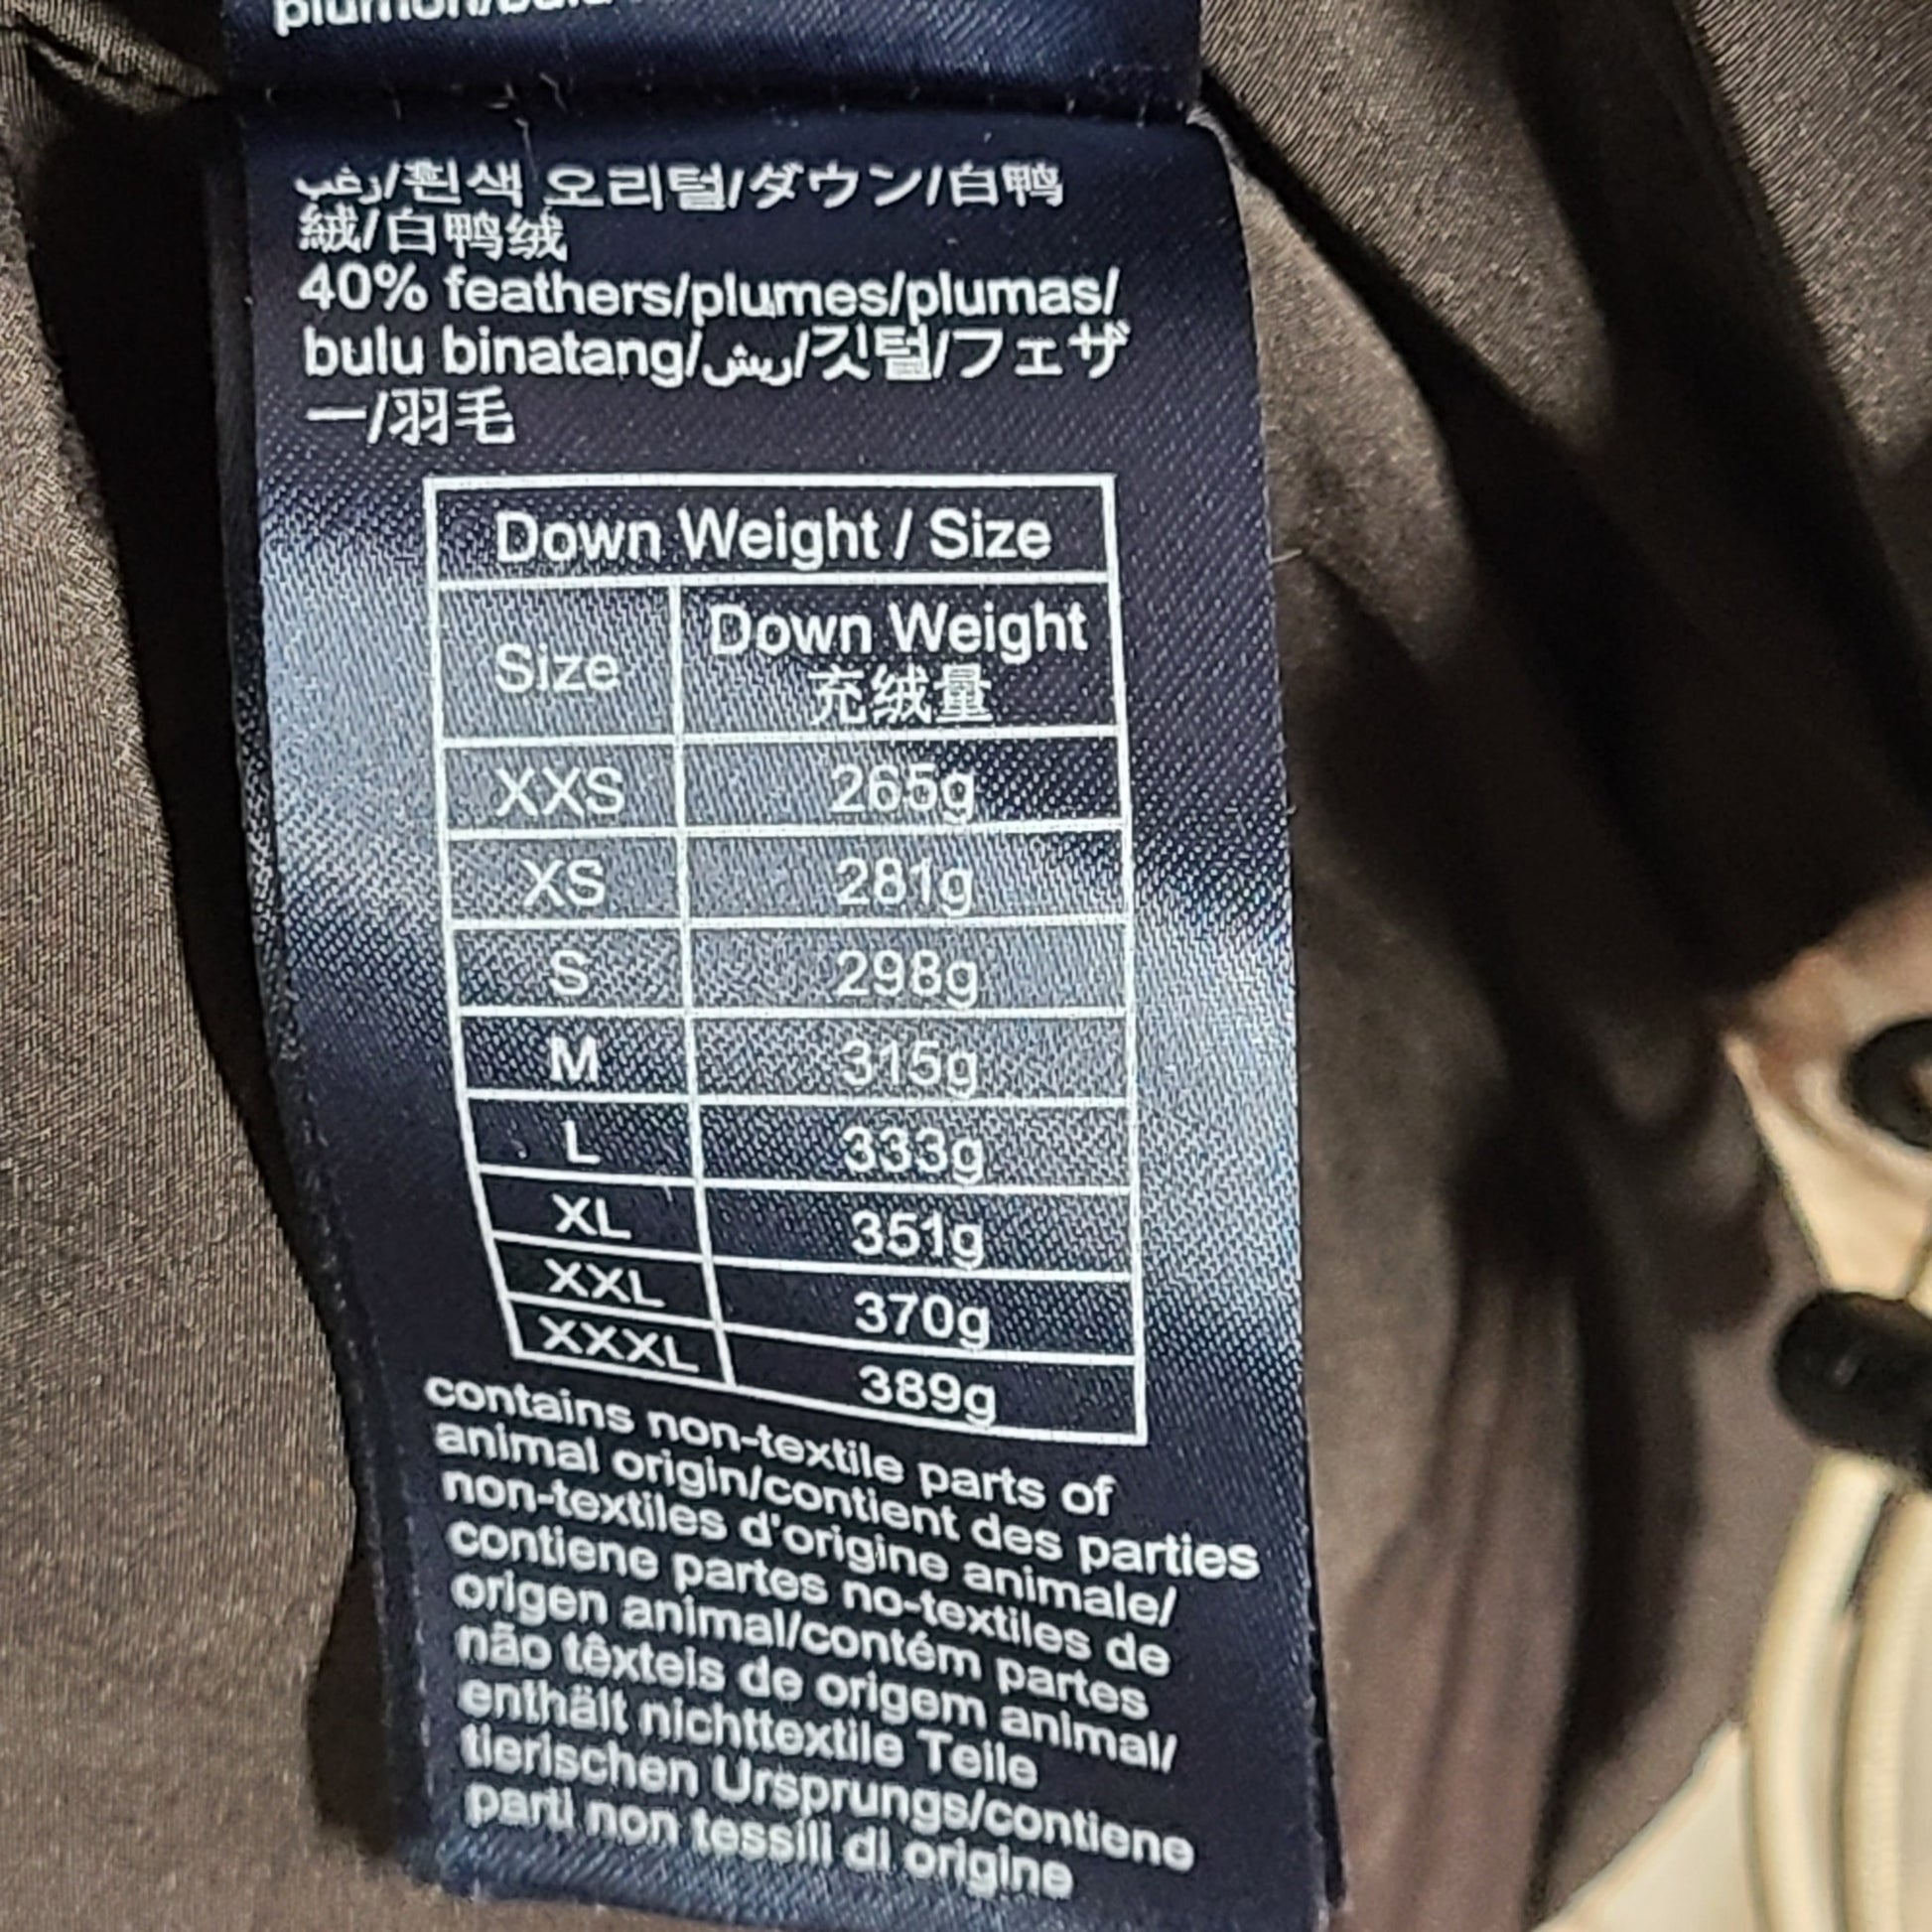 زغب/흰색 오리털/ダウン/白鸭
絨/白鸭绒
40% feathers/plumes/plumas/
bulu binatang/ريش/깃털/フェザ
ー/羽毛
Down Weight / Size
Size Down Weight
充绒量
XXS 265g
XS 281g
S 298g
M 315g
L 333g
XL 351g
XXL 370g
XXXL 389g
contains non-textile parts of
animal origin/contient des parties
non-textiles d'origine animale/
contiene partes no-textiles de
origen animal/contém partes
não têxteis de origem animal/
enthält nichttextile Teile
tierischen Ursprungs/contiene
parti non tessili di origine